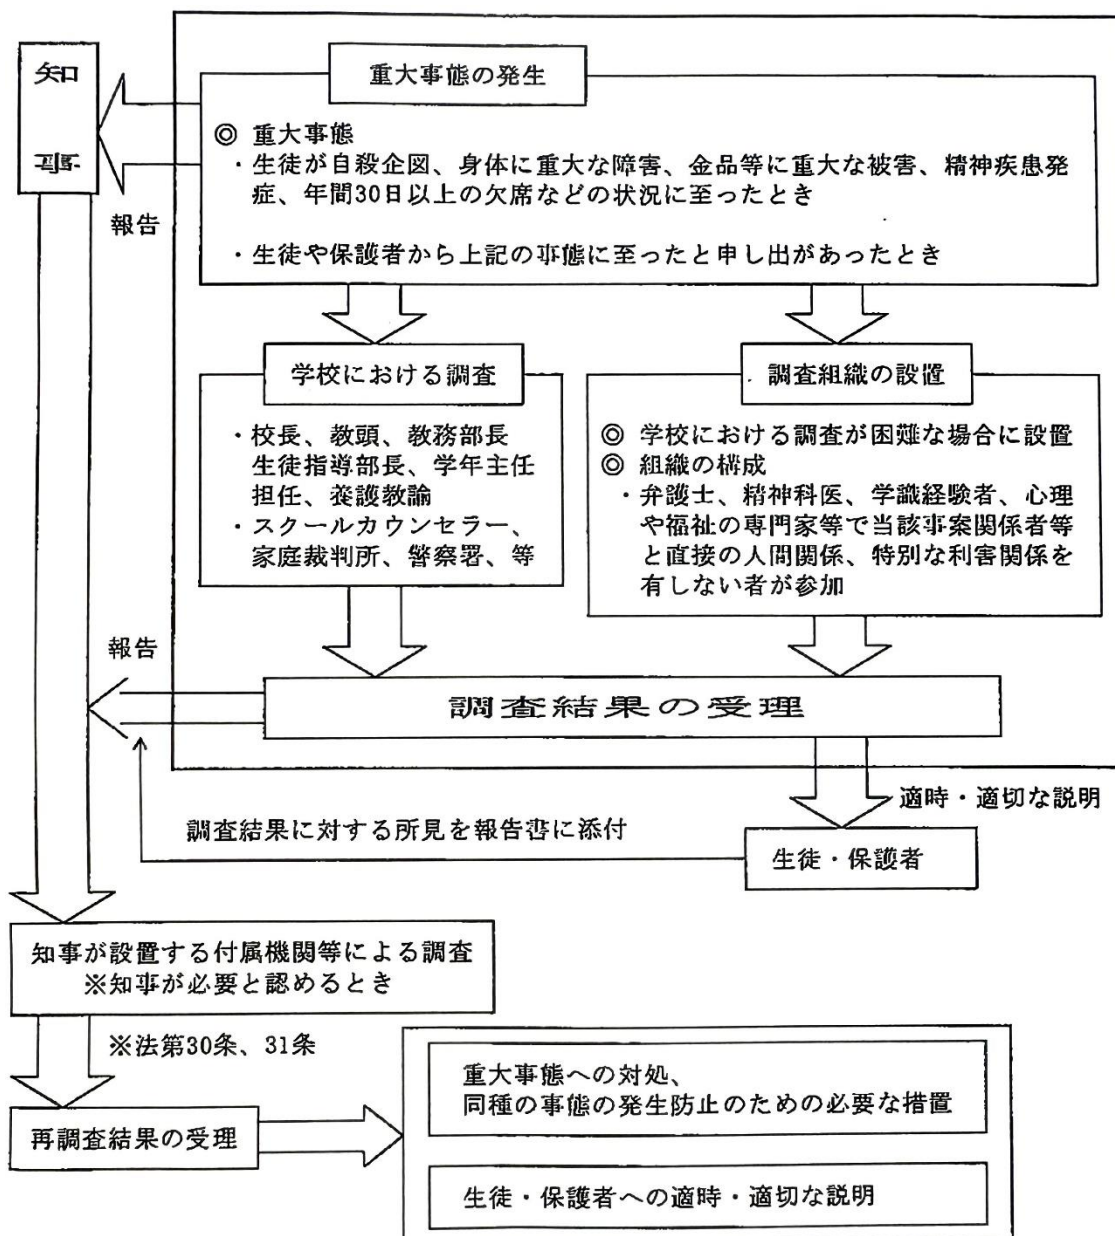 知事
重大事態の発生
◎ 重大事態
・生徒が自殺企図、身体に重大な障害、金品等に重大な被害、精神疾患発
症、年間30日以上の欠席などの状況に至ったとき
報告
・生徒や保護者から上記の事態に至ったと申し出があったとき
学校における調査
・校長、教頭、教務部長
生徒指導部長、学年主任
担任、養護教諭
・スクールカウンセラー、
家庭裁判所、警察署、等
調査組織の設置
◎ 学校における調査が困難な場合に設置
◎ 組織の構成
・弁護士、精神科医、学識経験者、心理
や福祉の専門家等で当該事案関係者等
と直接の人間関係、特別な利害関係を
有しない者が参加
報告
調査結果の受理
適時・適切な説明
調査結果に対する所見を報告書に添付
生徒・保護者
知事が設置する付属機関等による調査
※知事が必要と認めるとき
※法第30条、31条
再調査結果の受理
重大事態への対処、
同種の事態の発生防止のための必要な措置
生徒・保護者への適時・適切な説明